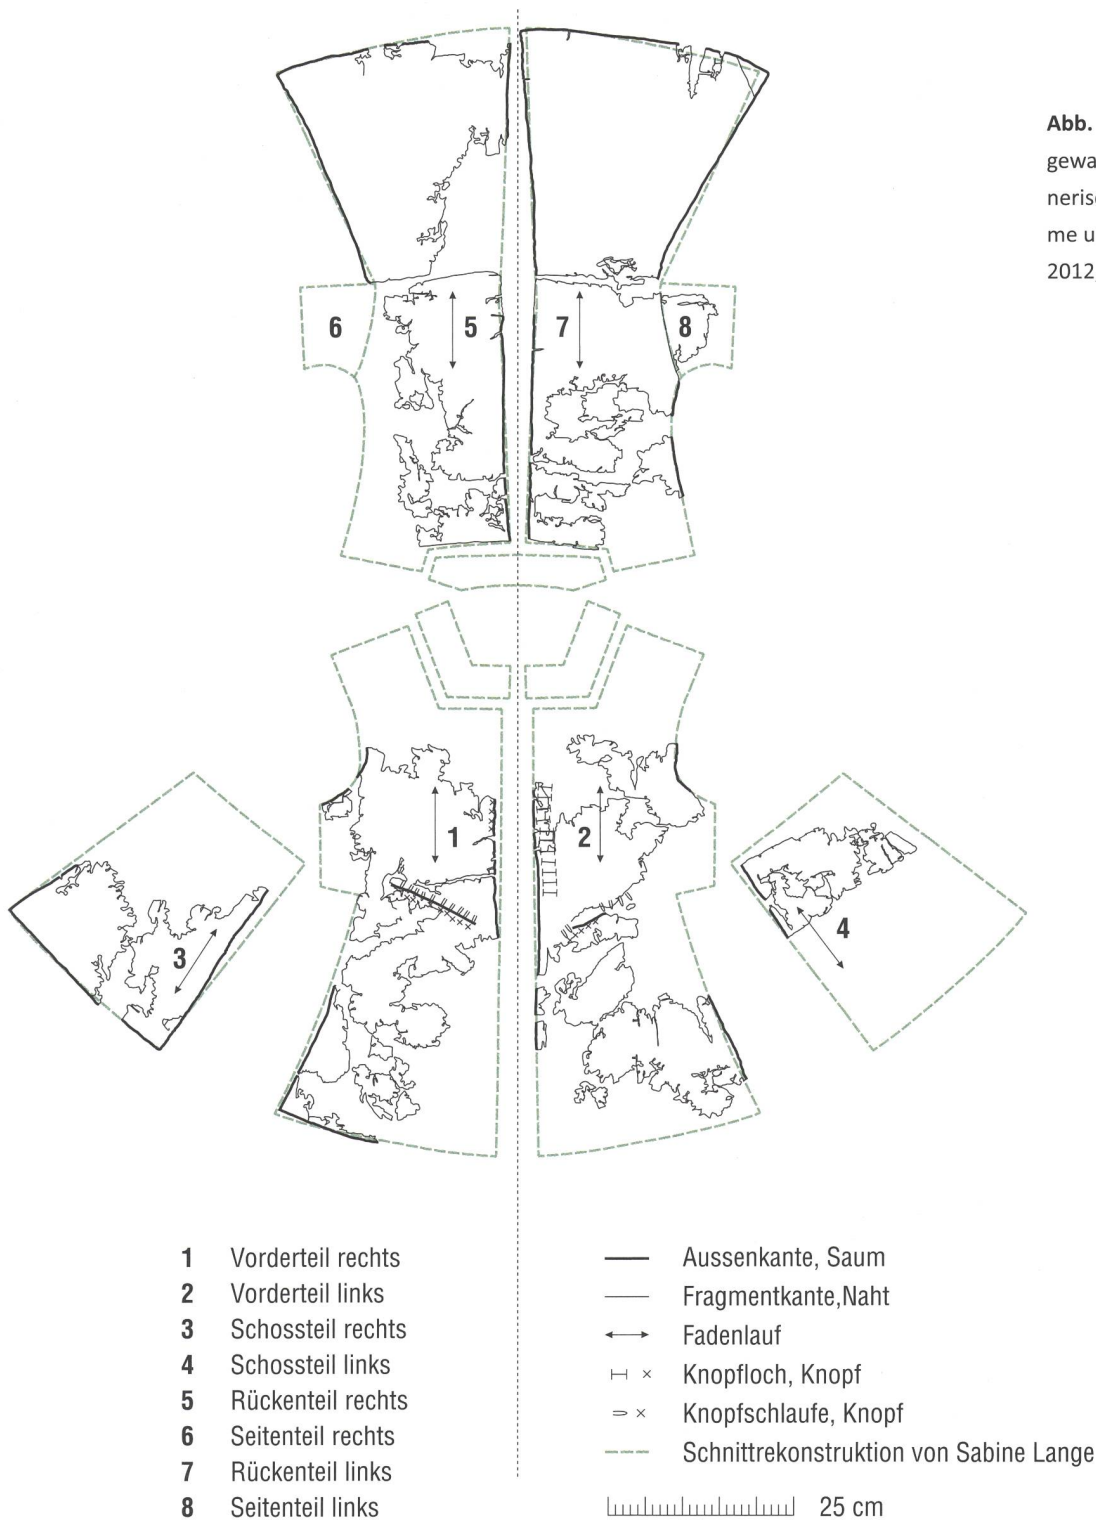 Abb.
gewa
neris
me u
2012,
6
5
7
8
1
2
3
4
1 Vorderteil rechts
2 Vorderteil links
3 Schossteil rechts
4 Schossteil links
5 Rückenteil rechts
6 Seitenteil rechts
7 Rückenteil links
8 Seitenteil links
Aussenkante, Saum
Fragmentkante,Naht
Fadenlauf
Knopfloch, Knopf
Knopfschlaufe, Knopf
Schnittrekonstruktion von Sabine Lange
25 cm